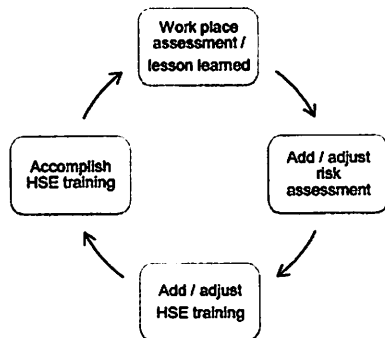 Work place
assessment /
lesson learned
Add / adjust
risk
assessment
Add / adjust
HSE training
Accomplish
HSE training